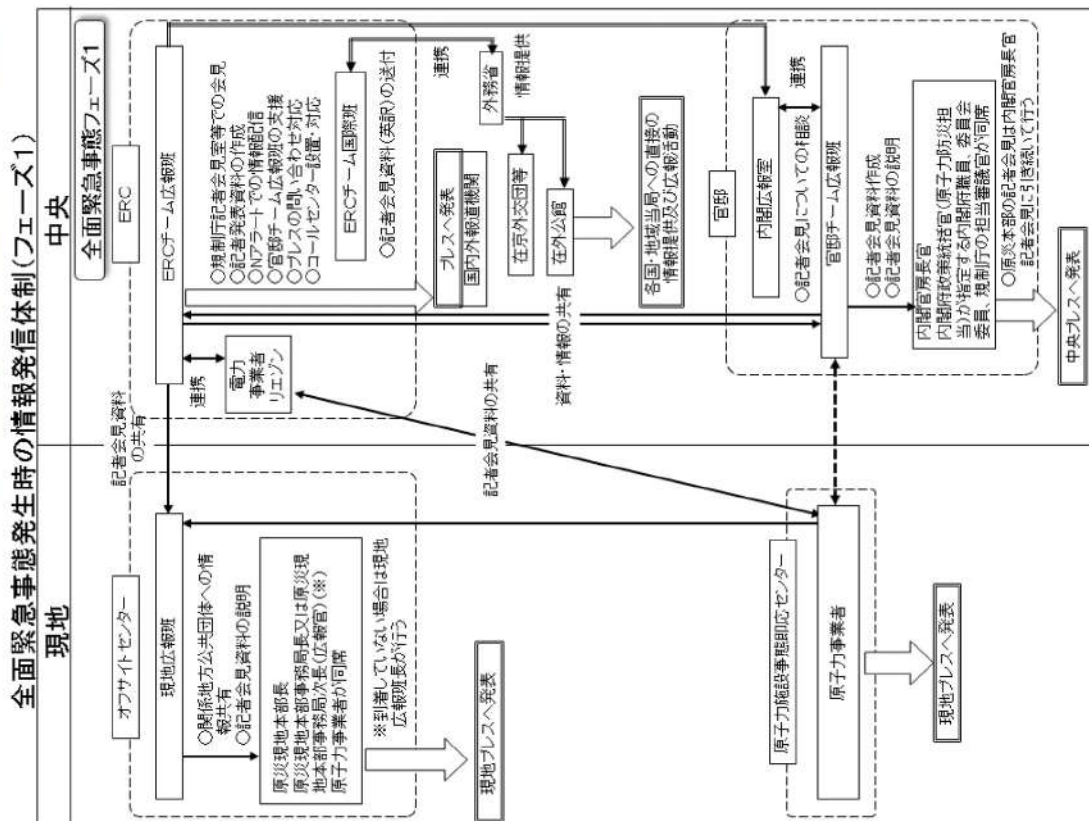 全面緊急事態発生時の情報発信体制(フェーズ1)
現地
中央
全面緊急事態フェーズ1
オフサイトセンター
現地広報班
○関係地方公共団体への情
報共有
○記者会見資料の説明
原災現地本部長
原災現地本部事務局長又は原災現
地本部事務局次長(広報官)(※)
原子力事業者が同席
※到着していない場合は現地
広報班長が行う
現地プレスへ発表
原子力施設事態即応センター
原子力事業者
現地プレスへ発表
記者会見資料
の共有
記者会見資料の共有
ERC
ERCチーム広報班
連携
電力
事業者
リエゾン
○規制庁記者会見室等での会見
○記者発表資料の作成
○Nアラートでの情報配信
○官邸チーム広報班の支援
○プレスの問い合わせ対応
○コールセンター設置・対応
ERCチーム国際班
○記者会見資料(英訳)の送付
プレスへ発表
国内外報道機関
連携
外務省
情報提供
在京外交団等
在外公館
各国・地域当局への直接の
情報提供及び広報活動
資料・情報の共有
官邸
内閣広報室
連携
○記者会見についての相談
官邸チーム広報班
○記者会見資料作成
○記者会見資料の説明
内閣官房長官
内閣府政策統括官(原子力防災担
当)が指定する内閣府職員、委員会
委員、規制庁の担当審議官が同席
○原災本部の記者会見は内閣官房長官
記者会見に引き続いて行う
中央プレスへ発表